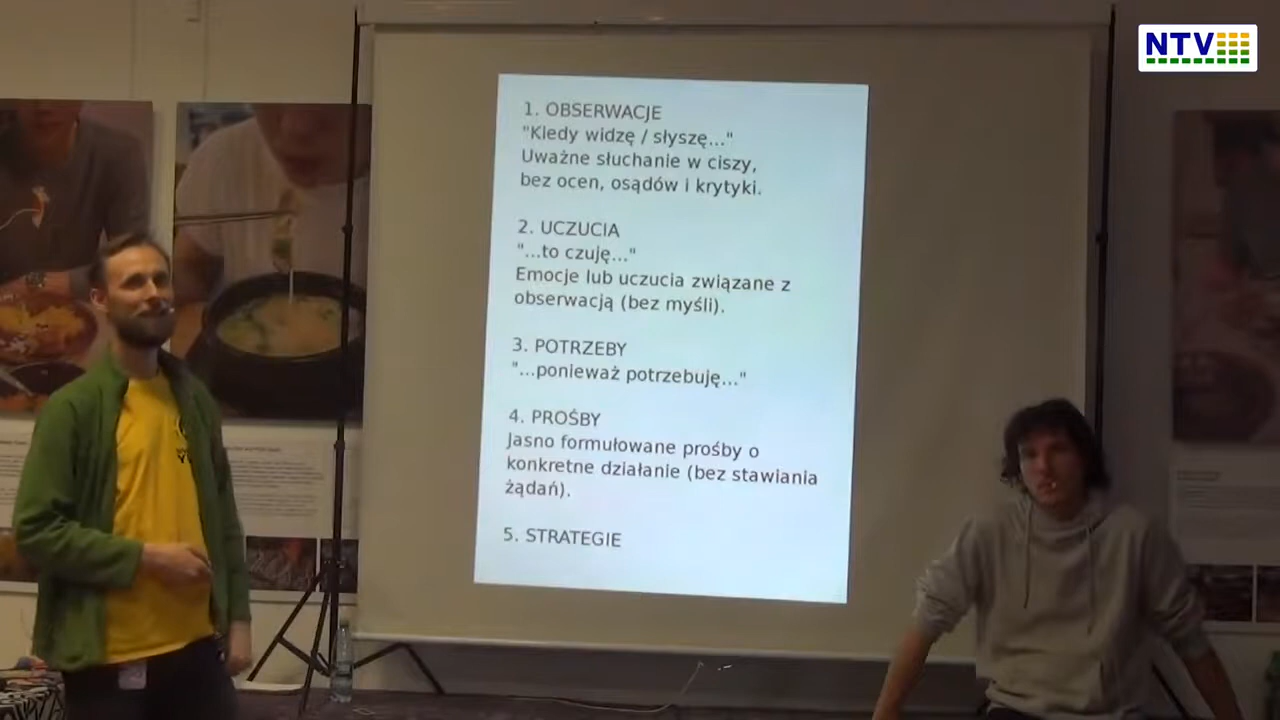 NTV
1. OBSERWACJE
"Kiedy widzę / słyszę..."
Uważne słuchanie w ciszy,
bez ocen, osądów i krytyki.
2. UCZUCIA
"...to czuję..."
Emocje lub uczucia związane z
obserwacją (bez myśli).
3. POTRZEBY
"...ponieważ potrzebuję..."
4. PROŚBY
Jasno formułowane prośby o
konkretne działanie (bez stawiania
żądań).
5. STRATEGIE